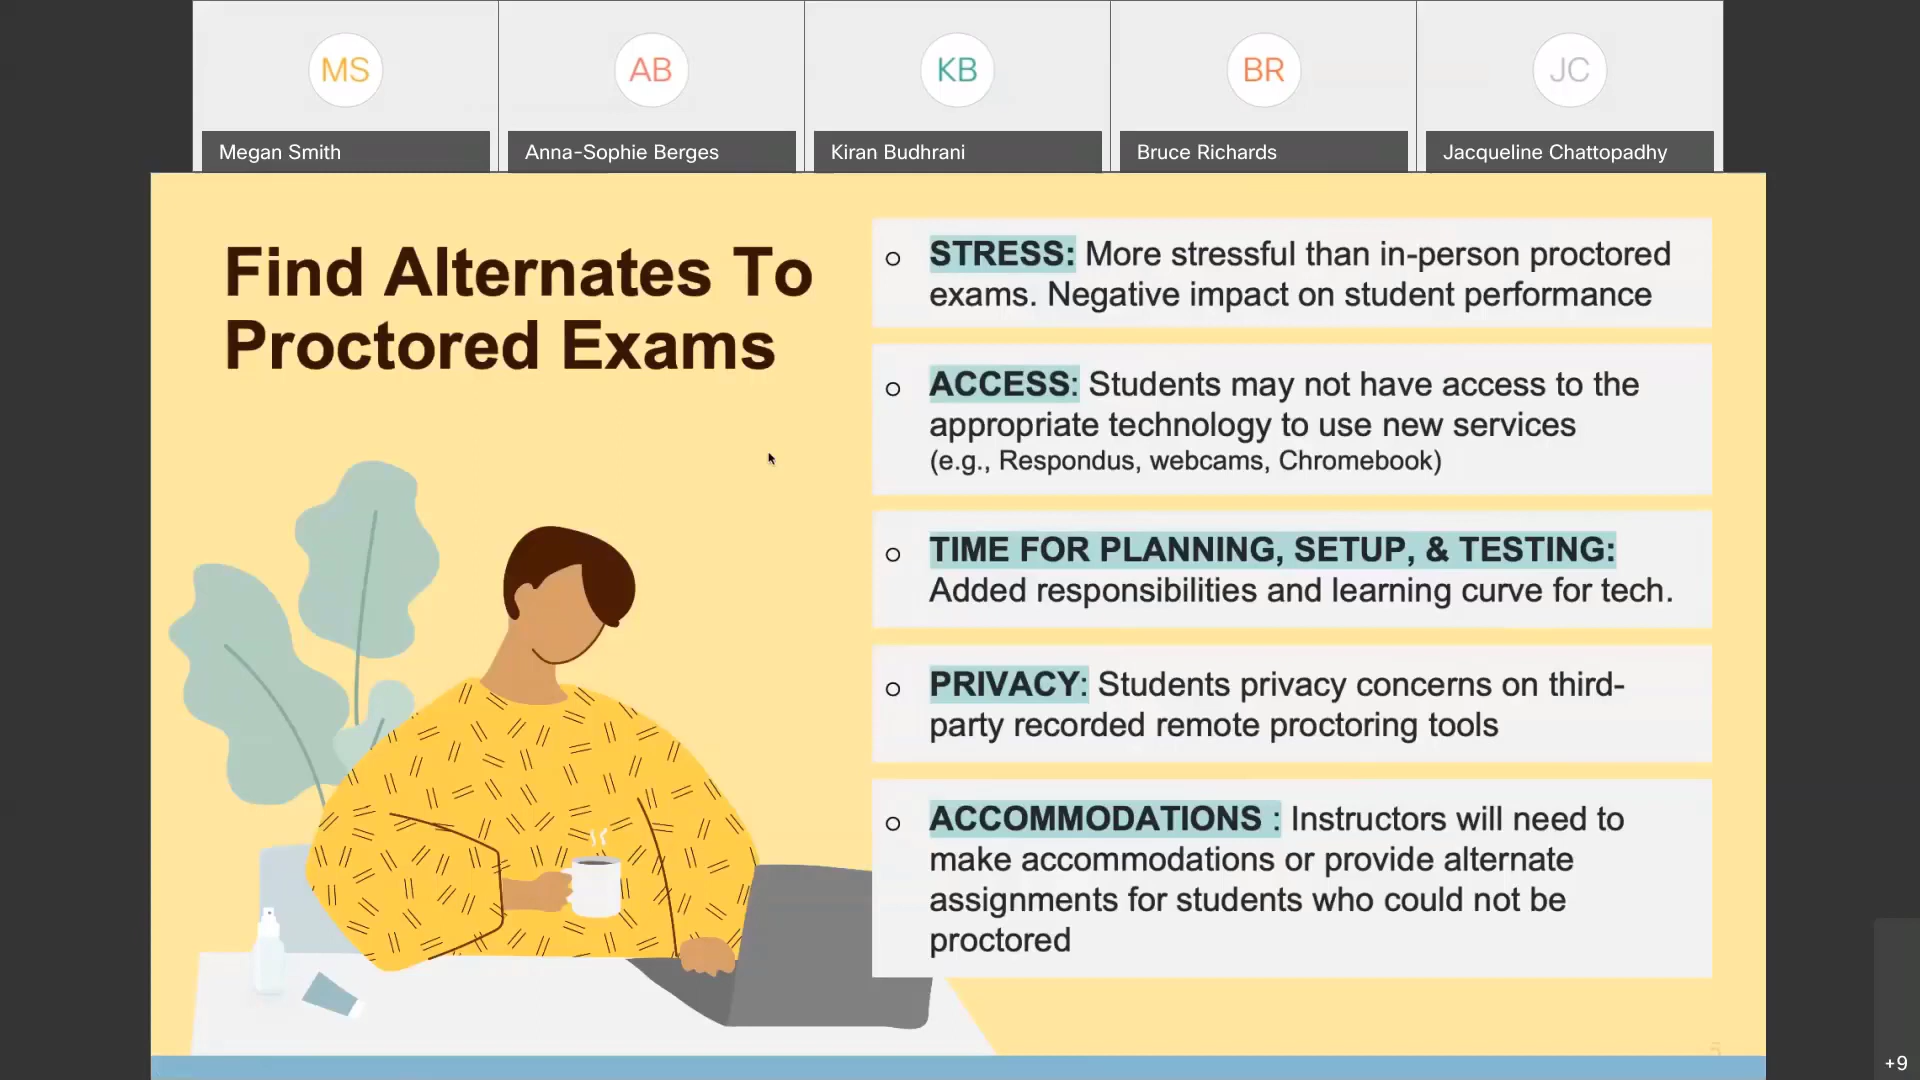 MS
AB
KB
BR
JC
Megan Smith
Anna-Sophie Berges
Kiran Budhrani
Bruce Richards
Jacqueline Chattopadhy
Find Alternates To
Proctored Exams
STRESS: More stressful than in-person proctored
exams. Negative impact on student performance
ACCESS: Students may not have access to the
appropriate technology to use new services
(e.g., Respondus, webcams, Chromebook)
TIME FOR PLANNING, SETUP, & TESTING:
Added responsibilities and learning curve for tech.
PRIVACY: Students privacy concerns on third-
party recorded remote proctoring tools
ACCOMMODATIONS : Instructors will need to
make accommodations or provide alternate
assignments for students who could not be
proctored
5
+9